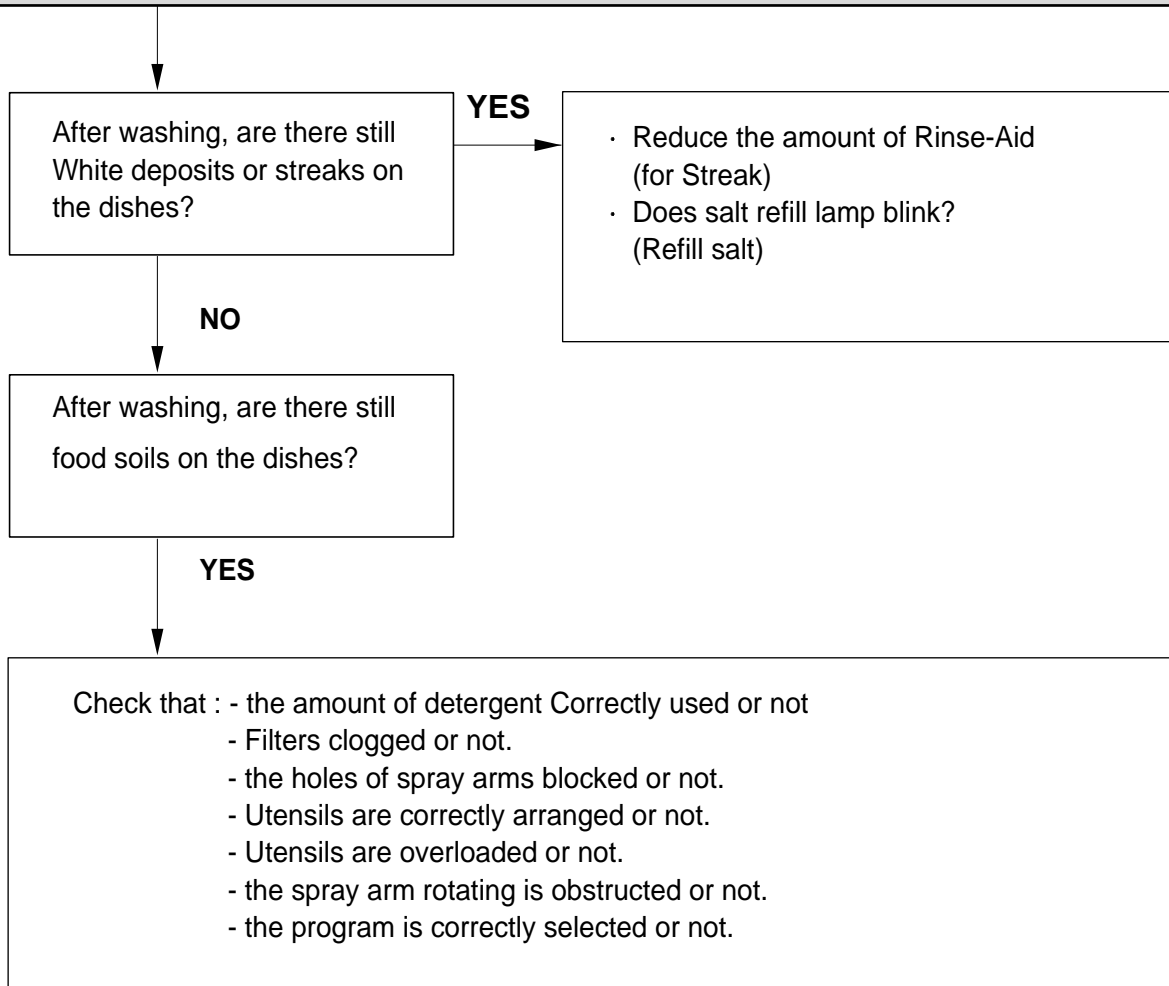 After washing, are there still
White deposits or streaks on
the dishes?
YES
· Reduce the amount of Rinse-Aid
(for Streak)
· Does salt refill lamp blink?
(Refill salt)
NO
After washing, are there still
food soils on the dishes?
YES
Check that : - the amount of detergent Correctly used or not
- Filters clogged or not.
- the holes of spray arms blocked or not.
- Utensils are correctly arranged or not.
- Utensils are overloaded or not.
- the spray arm rotating is obstructed or not.
- the program is correctly selected or not.